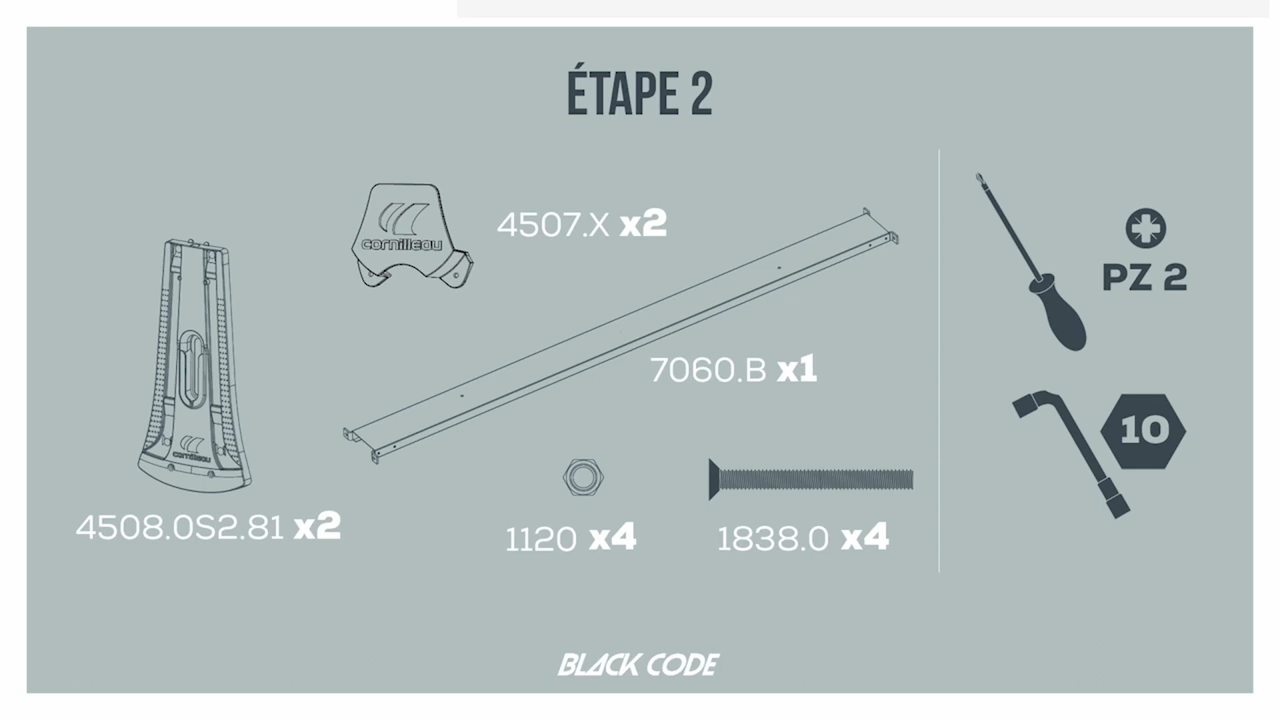 ÉTAPE 2
cornilleau
4507.X x2
PZ 2
7060.B x1
10
cornilleau
4508.0S2.81 x2
1120 x4
1838.0 x4
BLACK CODE